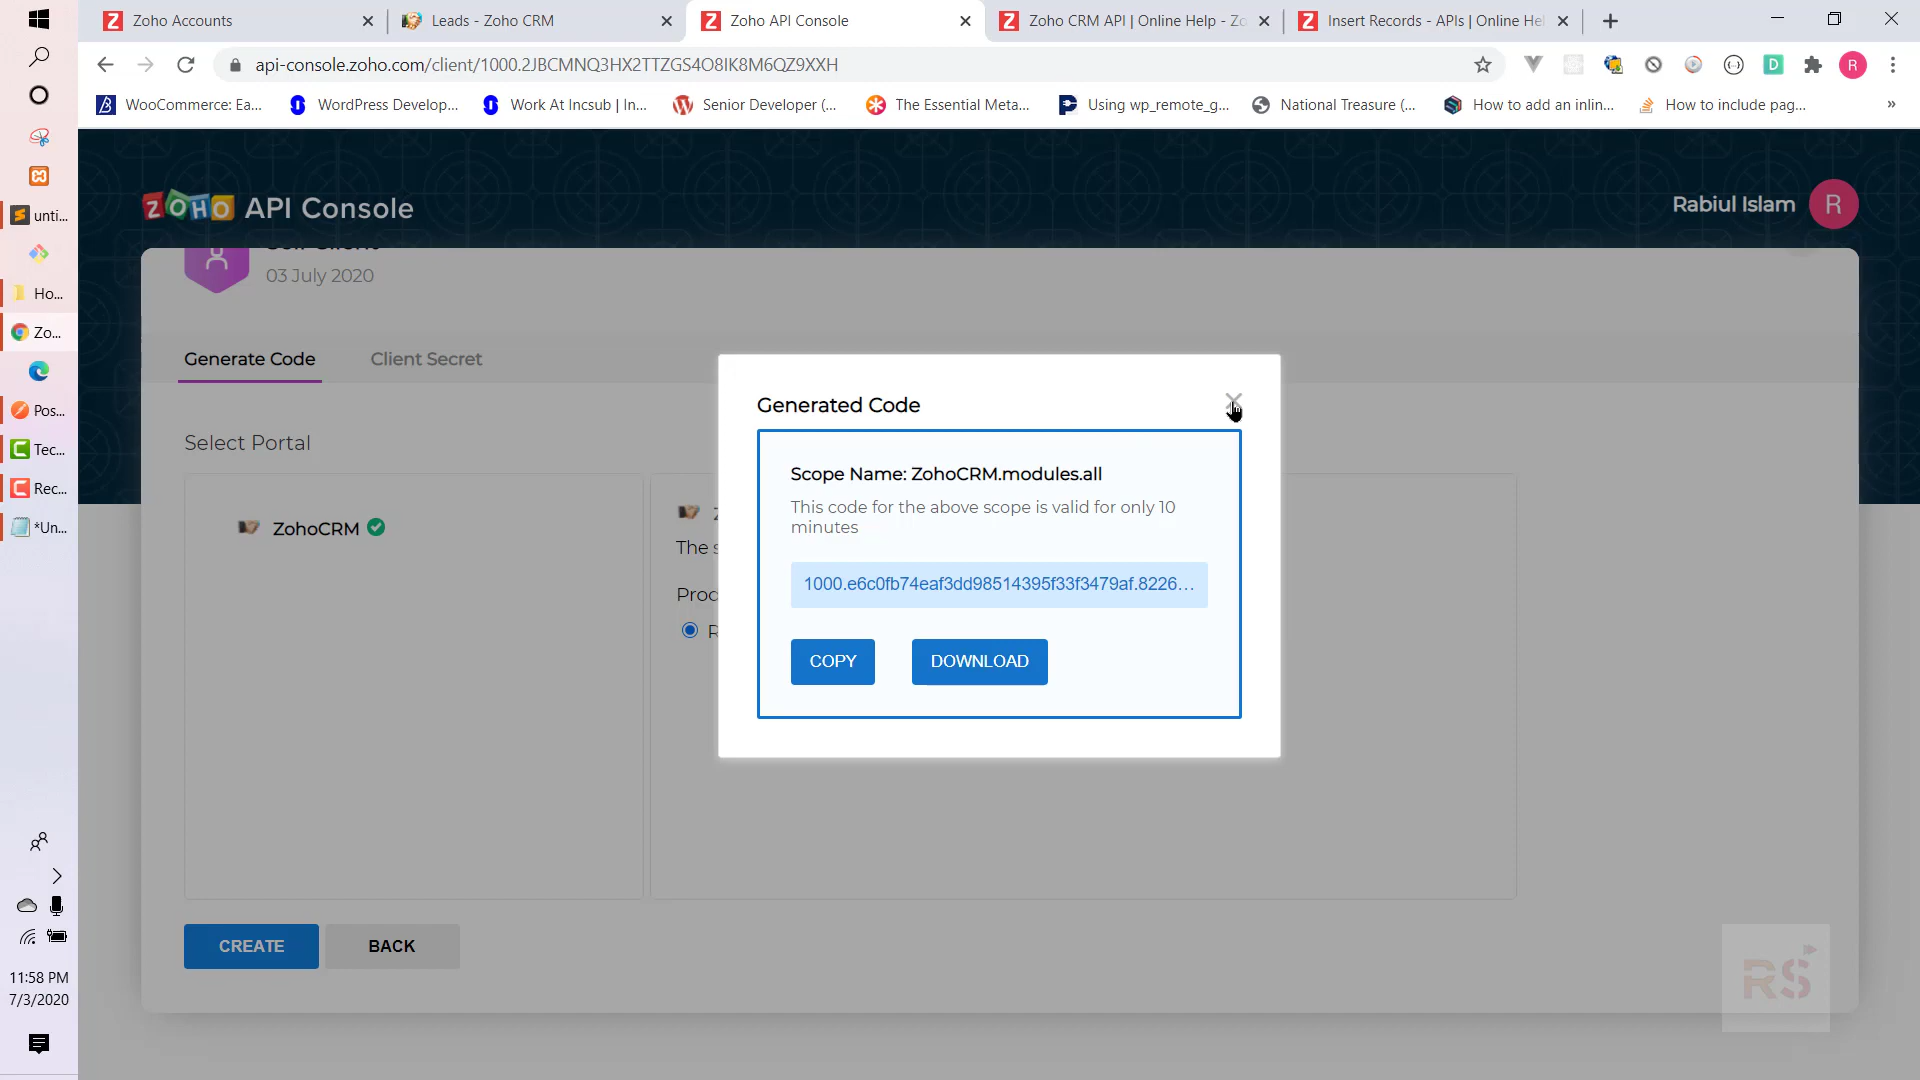 Zoho Accounts
Leads - Zoho CRM
Zoho API Console
Zoho CRM API | Online Help - Zo
Insert Records - APIs | Online Hel
api-console.zoho.com/client/1000.2JBCMNQ3HX2TTZGS4O8IK8M6QZ9XXH
D
R
WooCommerce: Ea...
WordPress Develop...
Work At Incsub | In...
Senior Developer (...
The Essential Meta...
Using wp_remote_g...
National Treasure (...
How to add an inlin...
How to include pag...
»
ZOHO API Console
Rabiul Islam
R
03 July 2020
Generate Code
Client Secret
Select Portal
ZohoCRM
The s
Proc
Generated Code
Scope Name: ZohoCRM.modules.all
This code for the above scope is valid for only 10
minutes
1000.e6c0fb74eaf3dd98514395f33f3479af.8226...
COPY
DOWNLOAD
CREATE
BACK
RS
unti...
Ho...
Zo...
Pos...
Tec...
Rec...
*Un...
11:58 PM
7/3/2020